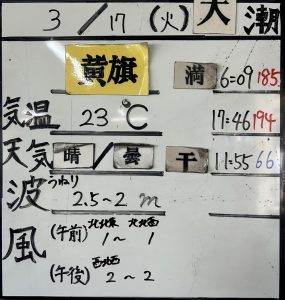 3/17(火)大潮
黄旗 満 6:09 185
気温 23℃ 17:46 194
天気 晴/曇 干 11:55 66
うねり
波 2.5~2m
風 (午前) 北北東 1~北北西 1
(午後) 西北西 2~2